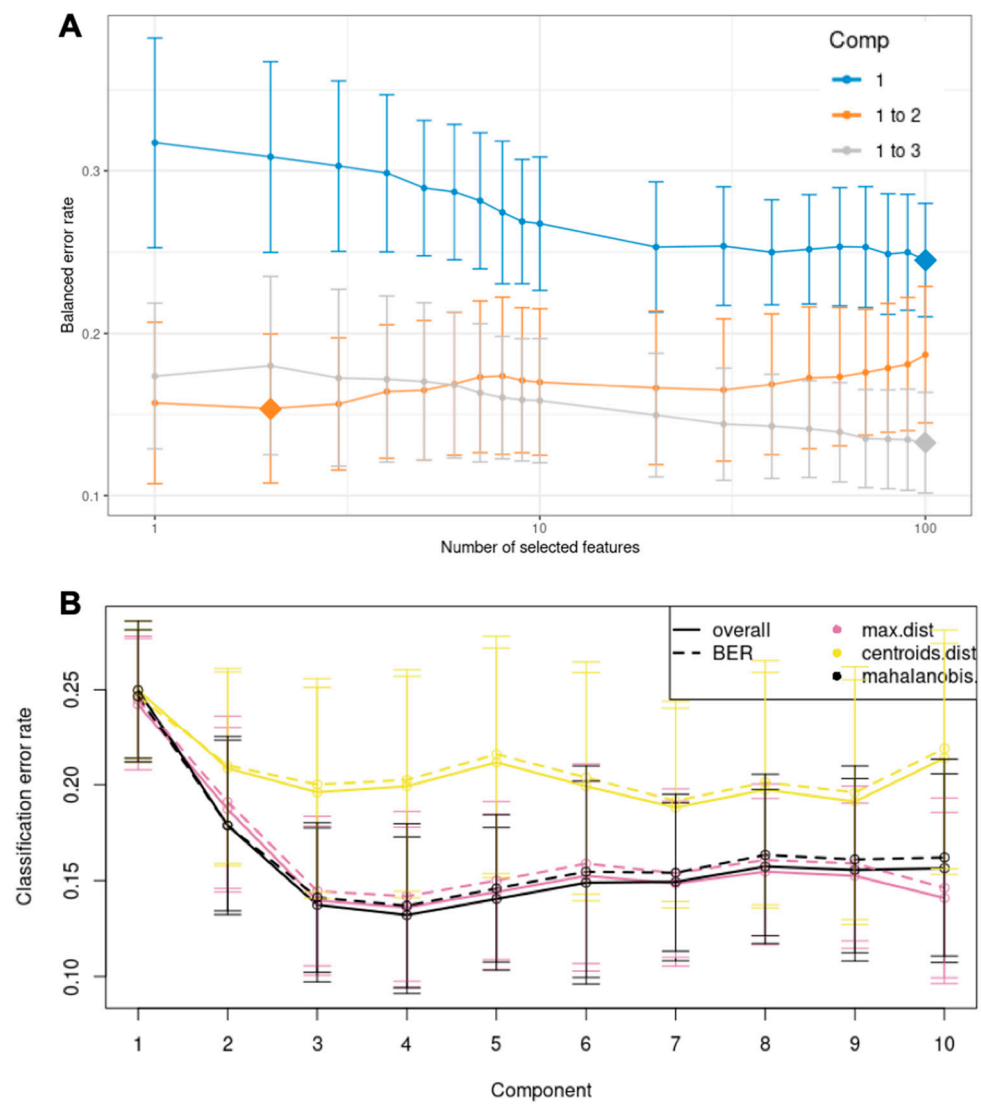 A
Comp
1
1 to 2
1 to 3
Balanced error rate
0.3
0.2
0.1
1
10
100
Number of selected features
B
overall
BER
max.dist
centroids.dist
mahalanobis.
Classification error rate
0.25
0.20
0.15
0.10
1 2 3 4 5 6 7 8 9 10
Component